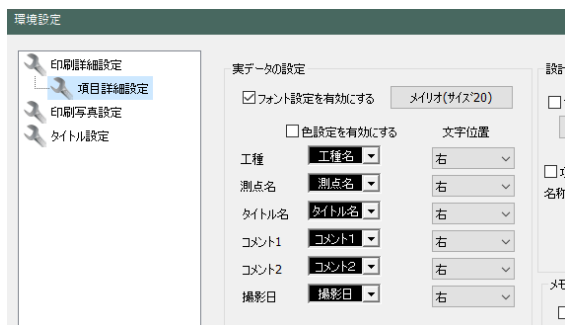 環境設定
印刷詳細設定
項目詳細設定
印刷写真設定
タイトル設定
実データの設定
フォント設定を有効にする メイリオ(サイズ20)
色設定を有効にする 文字位置
工種 工種名 右
測点名 測点名 右
タイトル名 タイトル名 右
コメント1 コメント1 右
コメント2 コメント2 右
撮影日 撮影日 右
設計
名称
メモ